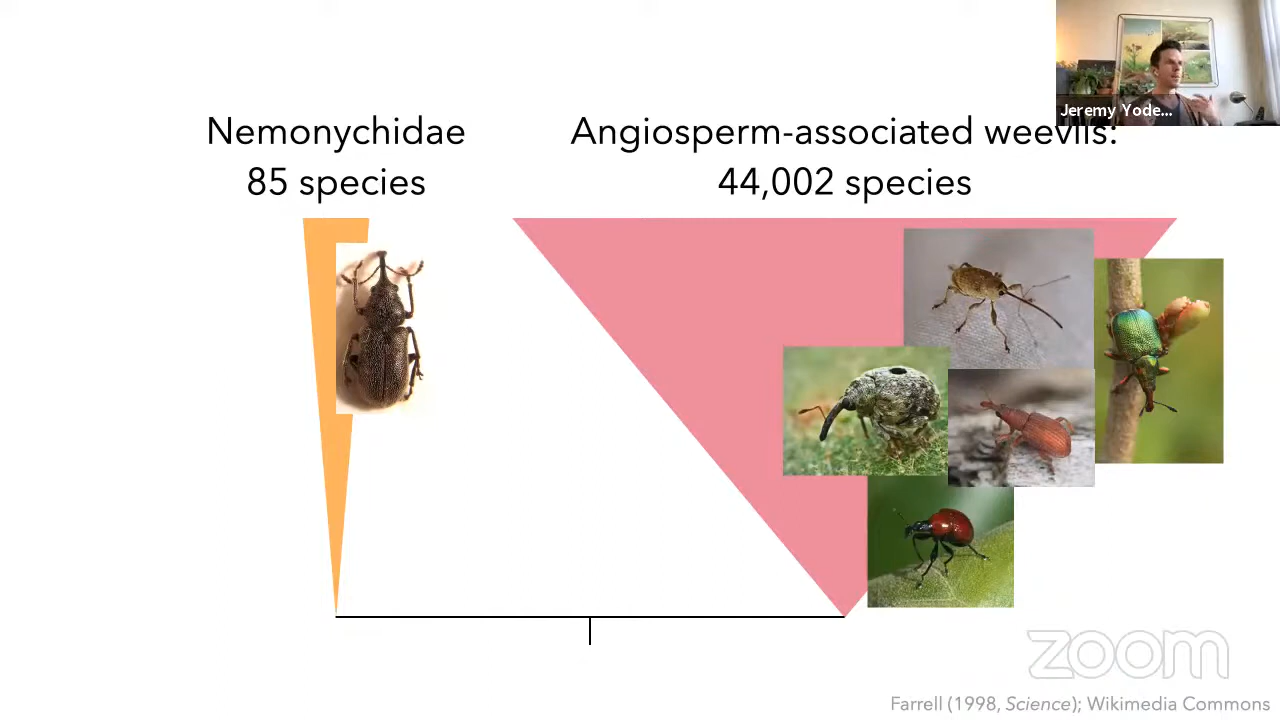 Jeremy Yode...
Nemonychidae
85 species
Angiosperm-associated weevils:
44,002 species
zoom
Farrell (1998, Science); Wikimedia Commons